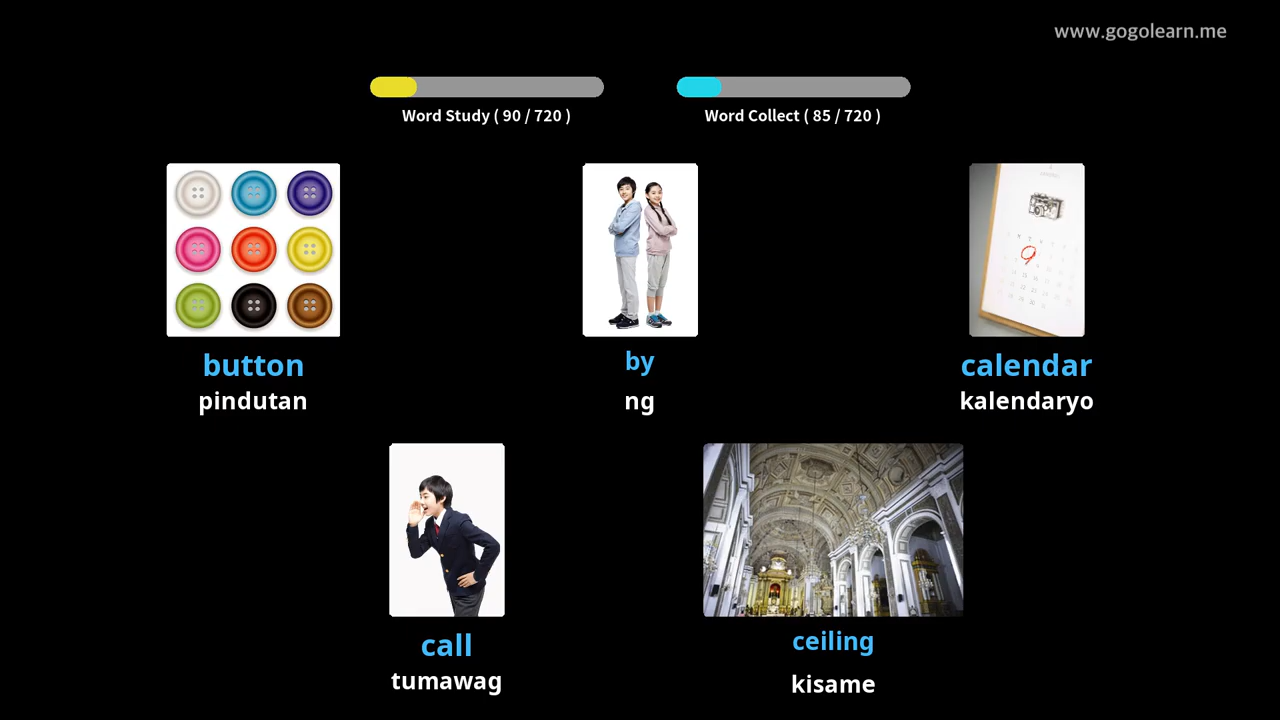 www.gogolearn.me
Word Study ( 90 / 720 )
Word Collect ( 85 / 720 )
button
pindutan
by
ng
calendar
kalendaryo
call
tumawag
ceiling
kisame